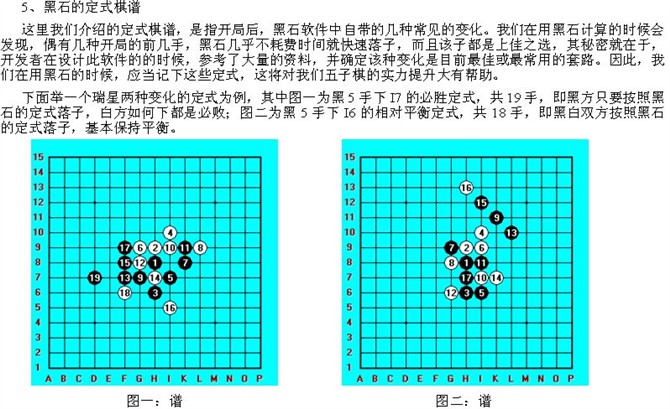 5、黑石的定式棋谱
这里我们介绍的定式棋谱，是指开局后，黑石软件中自带的几种常见的变化。我们在用黑石计算的时候会
发现，偶有几种开局的前几手，黑石几乎不耗费时间就快速落子，而且该子都是上佳之选，其秘密就在于，
开发者在设计此软件的的时候，参考了大量的资料，并确定该种变化是目前最佳或最常用的套路。因此，我
们在用黑石的时候，应当记下这些定式，这将对我们五子棋的实力提升大有帮助。
下面举一个瑞星两种变化的定式为例，其中图一为黑5手下I7的必胜定式，共19手，即黑方只要按照黑石
的定式落子，白方如何下都是必败；图二为黑5手下I6的相对平衡定式，共18手，即黑白双方按照黑石
的定式落子，基本保持平衡。
15
14
13
12
11
10 4
9 17 6 2 10 11 8
8 15 12 1 7
7 19 13 9 14 5
6 18 3
5 16
4
3
2
1
A B C D E F G H I J K L M N O P
图一：谱
15
14
13 16
12 15
11 9
10 4 13
9 7 2 6
8 8 1 11
7 17 10 14
6 12 3 5
5
4
3
2
1
A B C D E F G H I J K L M N O P
图二：谱